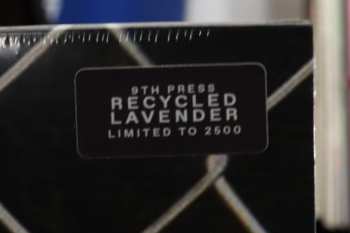 9TH PRESS
RECYCLED
LAVENDER
LIMITED TO 2500